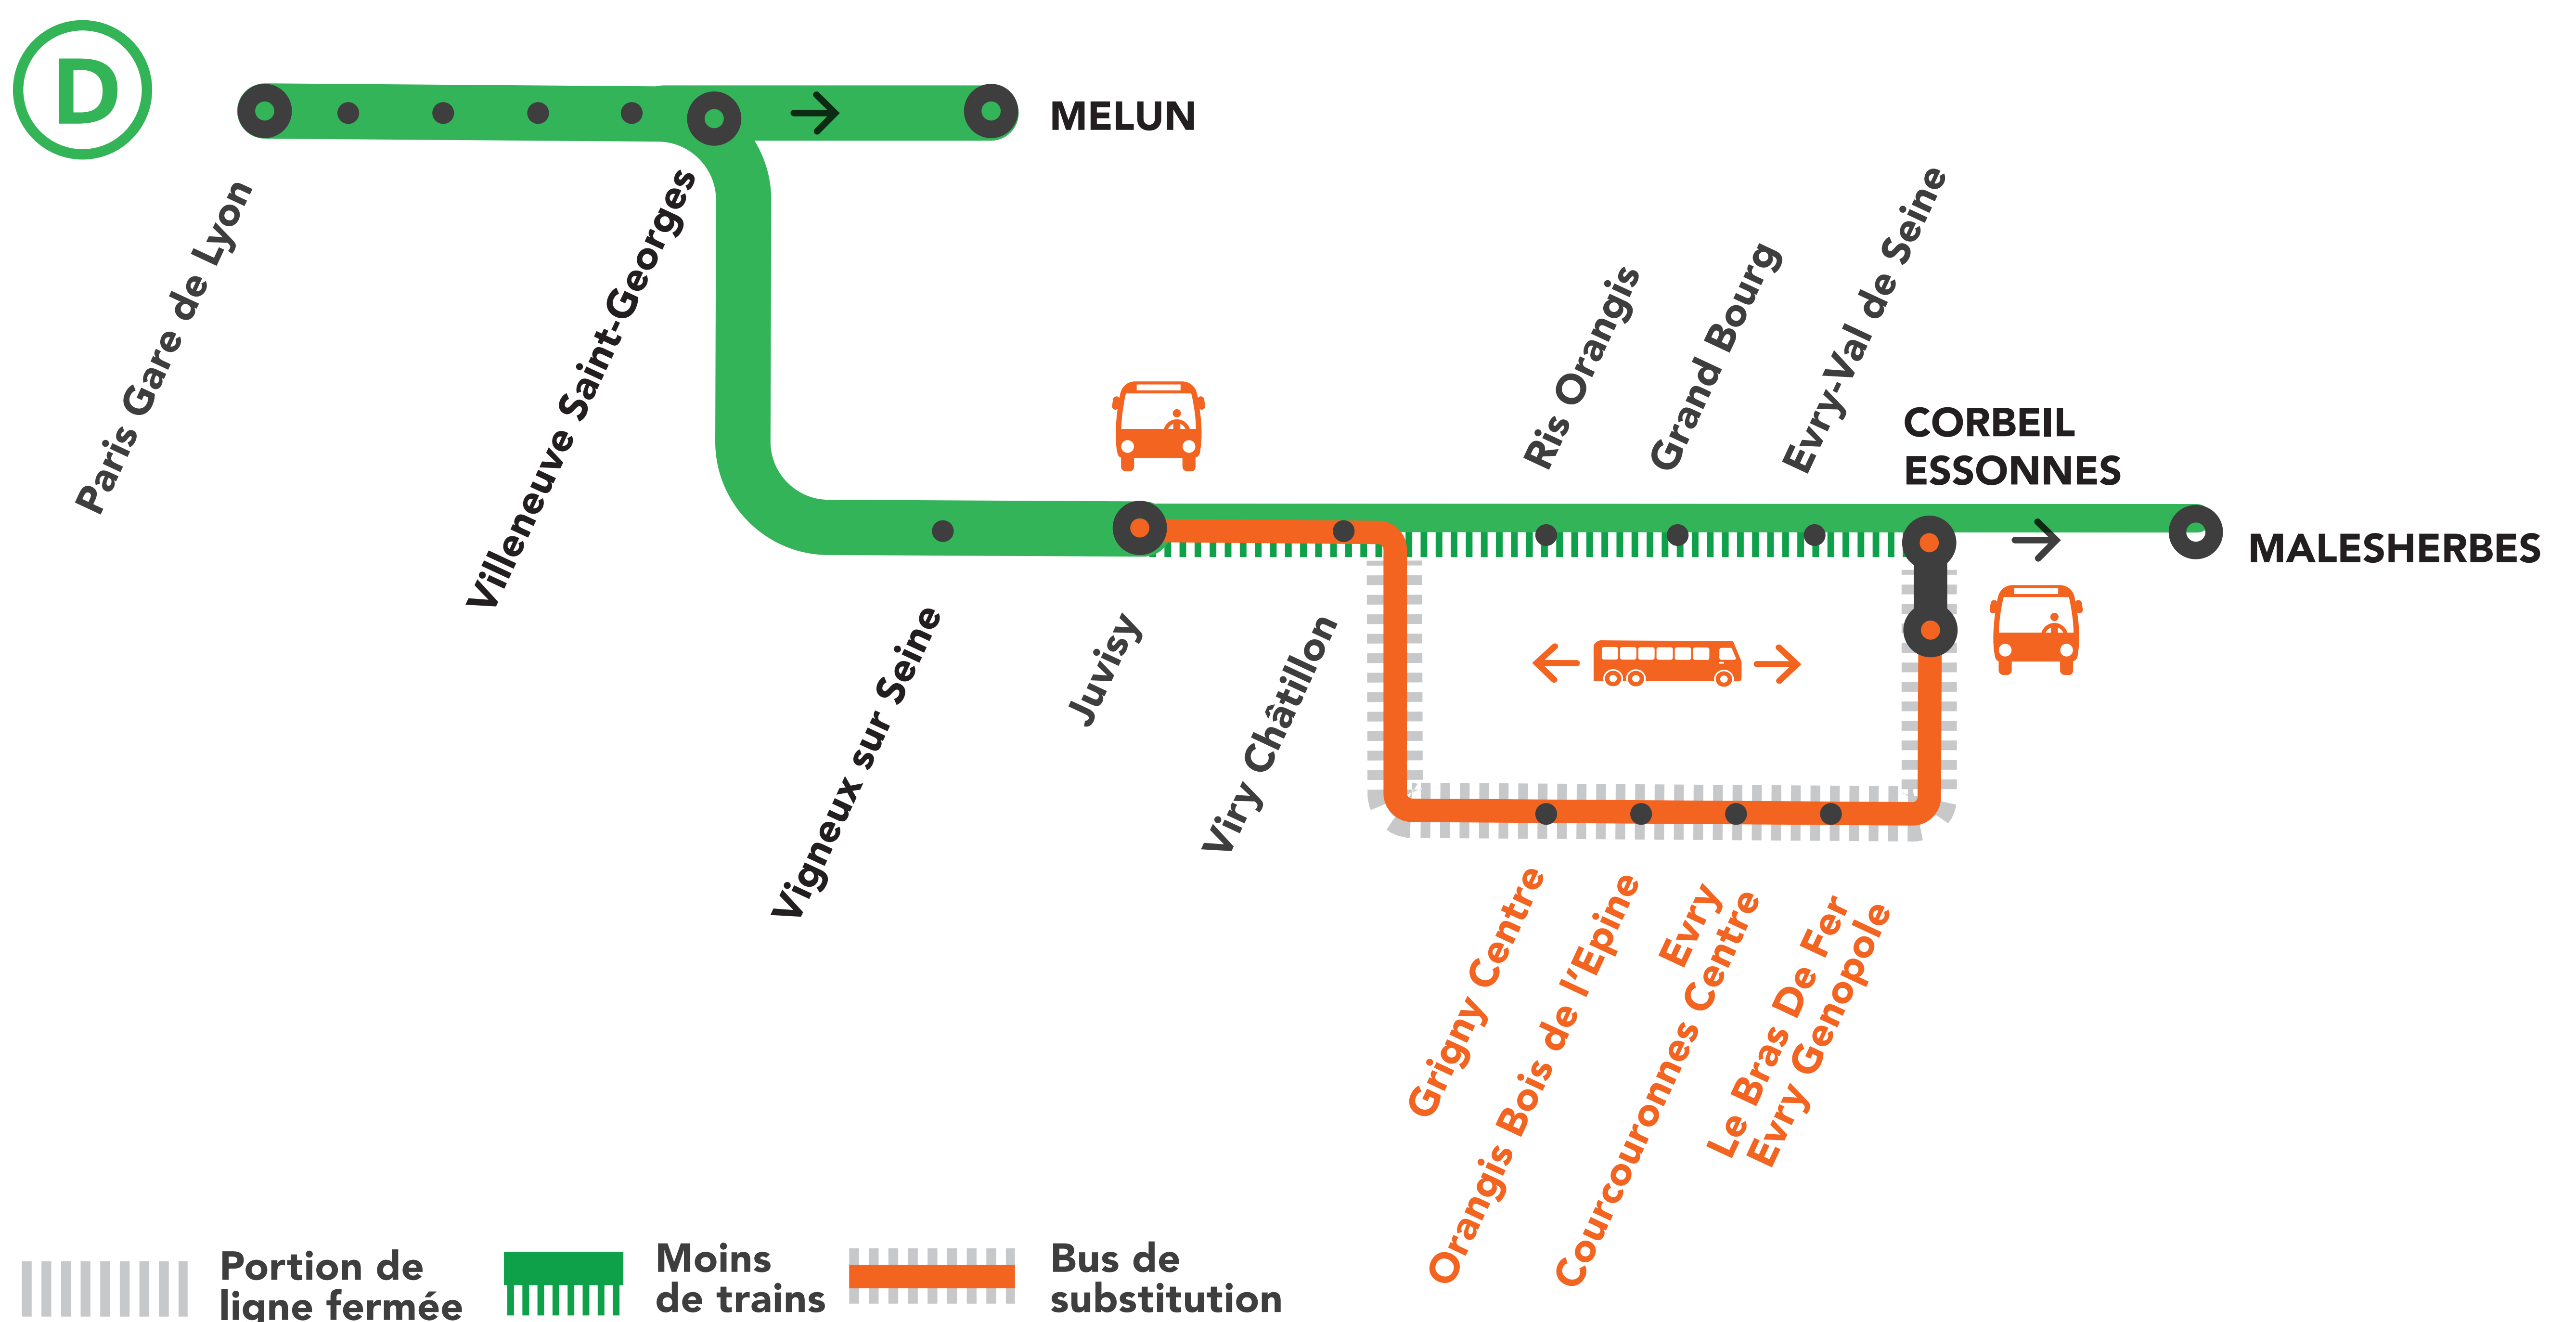 D
MELUN
Paris Gare de Lyon
Villeneuve Saint-Georges
Vigneux sur Seine
Juvisy
Viry Châtillon
Ris Orangis
Grand Bourg
Evry-Val de Seine
CORBEIL
ESSONNES
MALESHERBES
Grigny Centre
Orangis Bois de l'Epine
Evry
Courcouronnes Centre
Le Bras De Fer
Evry Genopole
Portion de
ligne fermée
Moins
de trains
Bus de
substitution